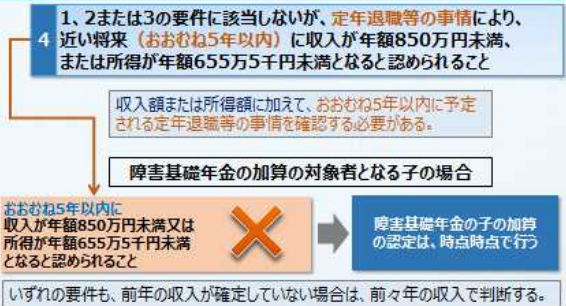 4
1、2または3の要件に該当しないが、定年退職等の事情により、
近い将来（おおむね5年以内）に収入が年額850万円未満、
または所得が年額655万5千円未満となると認められること
収入額または所得額に加えて、おおむね5年以内に予定
される定年退職等の事情を確認する必要がある。
障害基礎年金の加算の対象者となる子の場合
おおむね5年以内に
収入が年額850万円未満又は
所得が年額655万5千円未満
となると認められること
障害基礎年金の子の加算
の認定は、時点時点で行う
いずれの要件も、前年の収入が確定していない場合は、前々年の収入で判断する。